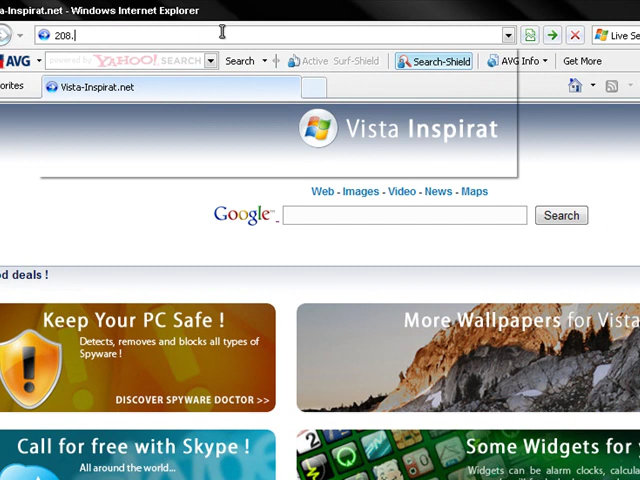 a-Inspirat.net - Windows Internet Explorer
208.
Live Se
AVG powered by YAHOO! SEARCH Search Active Surf-Shield Search-Shield AVG Info Get More
orites Vista-Inspirat.net
Vista Inspirat
Web - Images - Video - News - Maps
Google Search
od deals !
Keep Your PC Safe !
Detects, removes and blocks all types of
Spyware !
DISCOVER SPYWARE DOCTOR >>
More Wallpapers for Vista
Call for free with Skype !
All around the world...
Some Widgets for y
Widgets can be alarm clocks, calcula